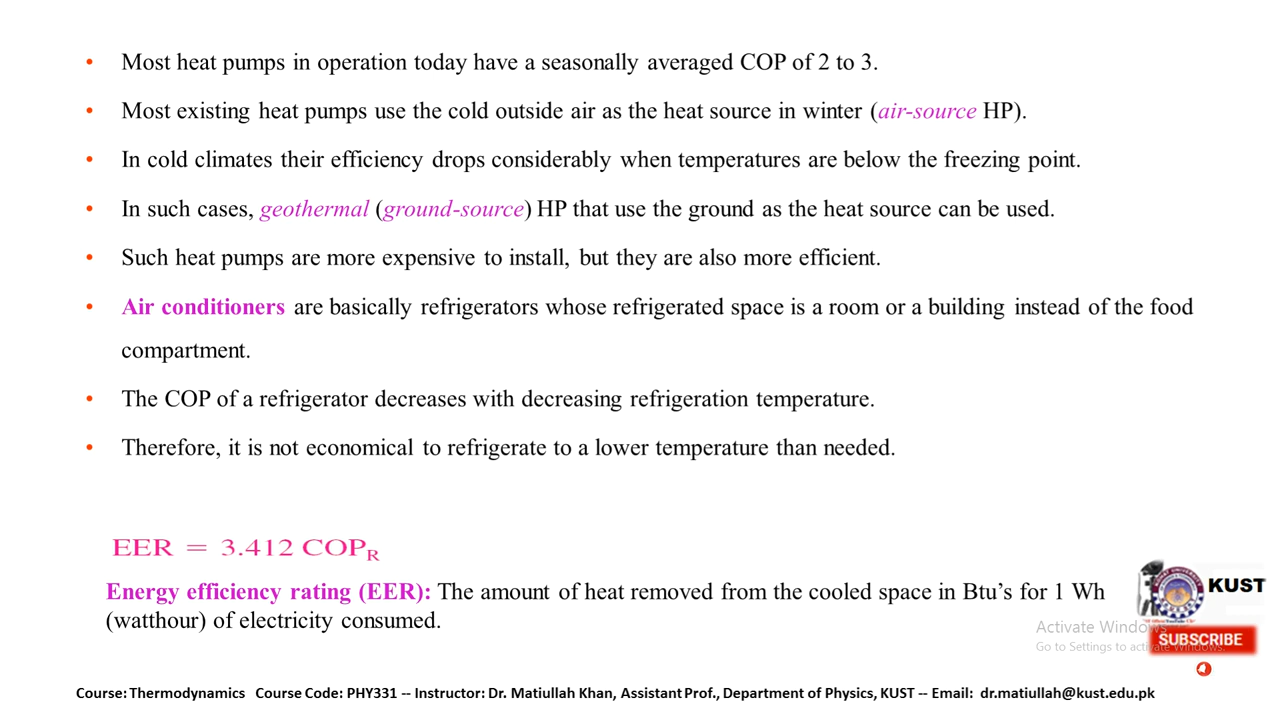 • Most heat pumps in operation today have a seasonally averaged COP of 2 to 3.
• Most existing heat pumps use the cold outside air as the heat source in winter (air-source HP).
• In cold climates their efficiency drops considerably when temperatures are below the freezing point.
• In such cases, geothermal (ground-source) HP that use the ground as the heat source can be used.
• Such heat pumps are more expensive to install, but they are also more efficient.
• Air conditioners are basically refrigerators whose refrigerated space is a room or a building instead of the food
compartment.
• The COP of a refrigerator decreases with decreasing refrigeration temperature.
• Therefore, it is not economical to refrigerate to a lower temperature than needed.
EER = 3.412 COP_R
Energy efficiency rating (EER): The amount of heat removed from the cooled space in Btu’s for 1 Wh
(watthour) of electricity consumed.
KUST
Activate Windows
SUBSCRIBE
Go to Settings to activate Windows.
Course: Thermodynamics Course Code: PHY331 -- Instructor: Dr. Matiullah Khan, Assistant Prof., Department of Physics, KUST -- Email: dr.matiullah@kust.edu.pk